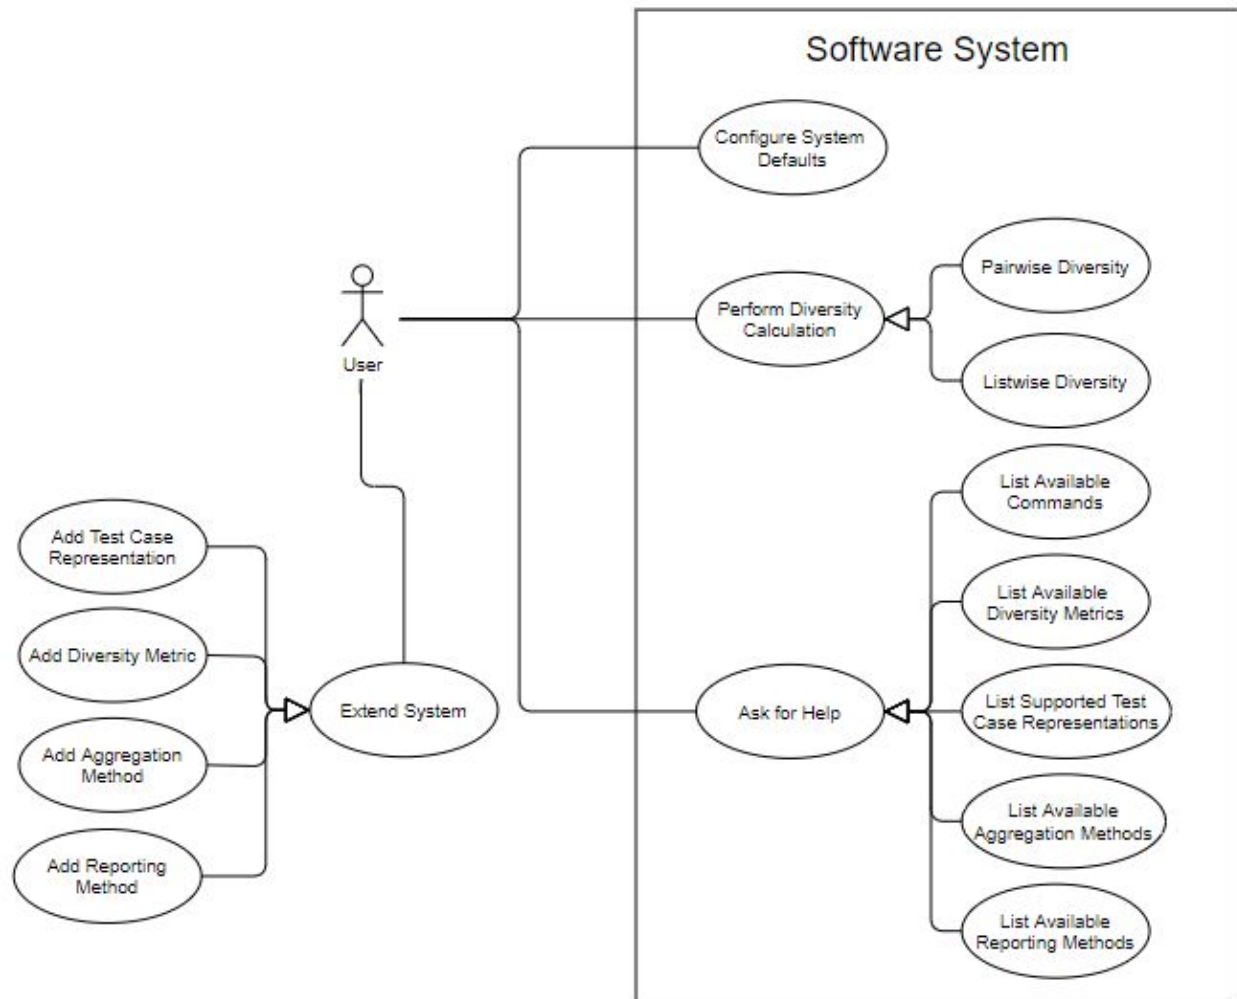 Software System
Configure System
Defaults
Pairwise Diversity
Perform Diversity
Calculation
User
Listwise Diversity
List Available
Commands
Add Test Case
Representation
List Available
Diversity Metrics
Add Diversity Metric
Extend System
Ask for Help
List Supported Test
Case Representations
Add Aggregation
Method
List Available
Aggregation Methods
Add Reporting
Method
List Available
Reporting Methods